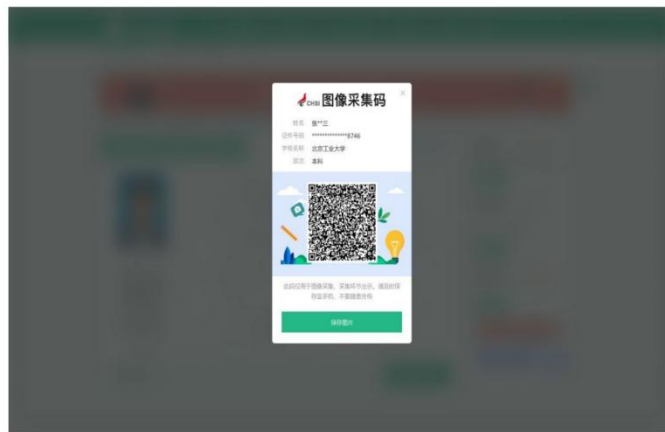 CHSI 图像采集码
姓名 张**三
证件号码 **************8746
学校名称 北京工业大学
层次 本科
此码仅用于图像采集，采集环节出示，请及时保
存至手机，不要随意外传
保存图片